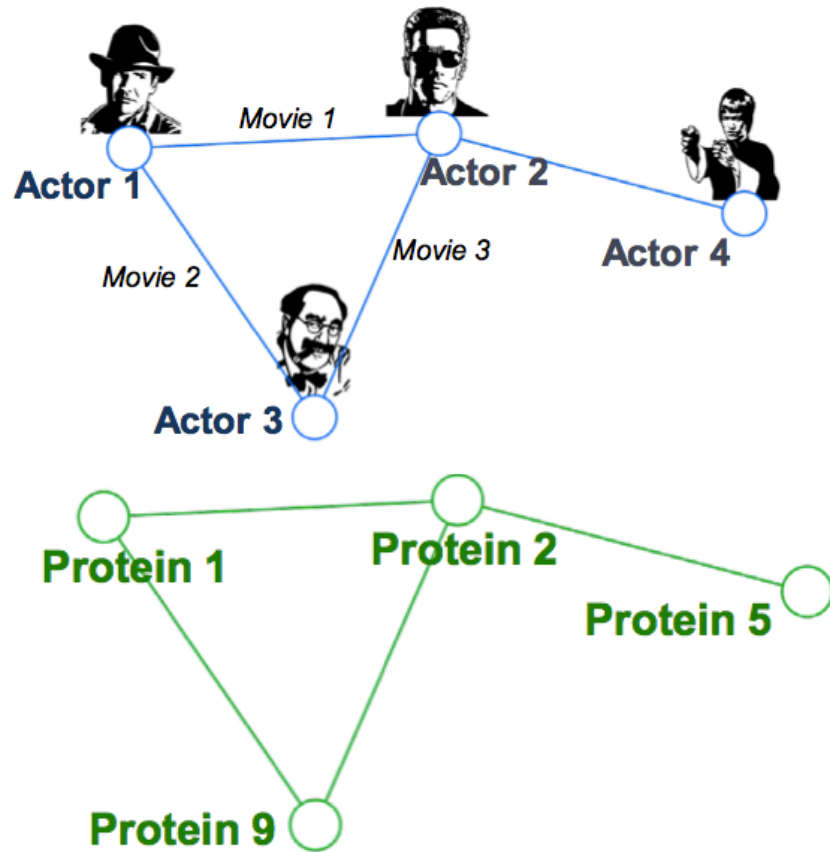 Movie 1
Actor 1
Actor 2
Actor 4
Movie 2
Movie 3
Actor 3
Protein 1
Protein 2
Protein 5
Protein 9